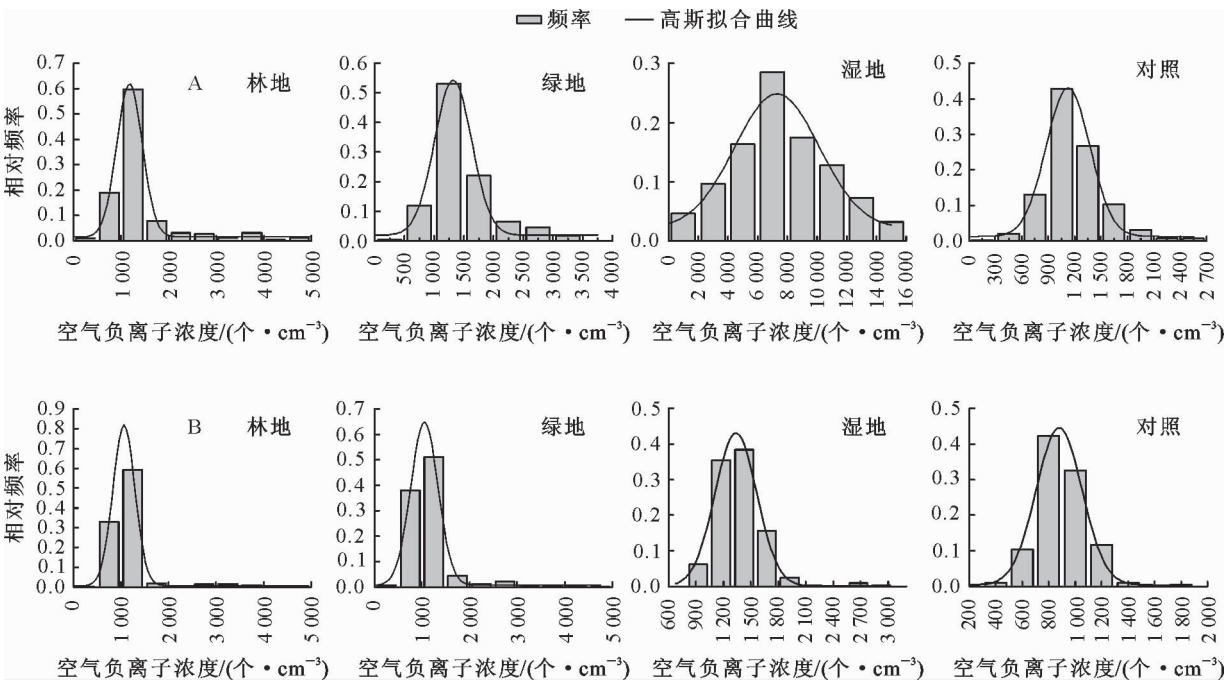 频率 高斯拟合曲线
相对频率
0.7 0.6 0.5 0.4 0.3 0.2 0.1 0.0
A 林地
0 1 000 2 000 3 000 4 000 5 000
空气负离子浓度/(个·cm⁻³)
0.6 0.5 0.4 0.3 0.2 0.1 0.0
绿地
0 500 1 000 1 500 2 000 2 500 3 000 3 500 4 000
空气负离子浓度/(个·cm⁻³)
0.3 0.2 0.1 0.0
湿地
0 2 000 4 000 6 000 8 000 10 000 12 000 14 000 16 000
空气负离子浓度/(个·cm⁻³)
0.5 0.4 0.3 0.2 0.1 0.0
对照
0 300 600 900 1 200 1 500 1 800 2 100 2 400 2 700
空气负离子浓度/(个·cm⁻³)
相对频率
0.9 0.8 0.7 0.6 0.5 0.4 0.3 0.2 0.1 0.0
B 林地
0 1 000 2 000 3 000 4 000 5 000
空气负离子浓度/(个·cm⁻³)
0.7 0.6 0.5 0.4 0.3 0.2 0.1 0.0
绿地
0 1 000 2 000 3 000 4 000 5 000
空气负离子浓度/(个·cm⁻³)
0.5 0.4 0.3 0.2 0.1 0.0
湿地
600 900 1 200 1 500 1 800 2 100 2 400 2 700 3 000
空气负离子浓度/(个·cm⁻³)
0.5 0.4 0.3 0.2 0.1 0.0
对照
200 400 600 800 1 000 1 200 1 400 1 600 1 800 2 000
空气负离子浓度/(个·cm⁻³)